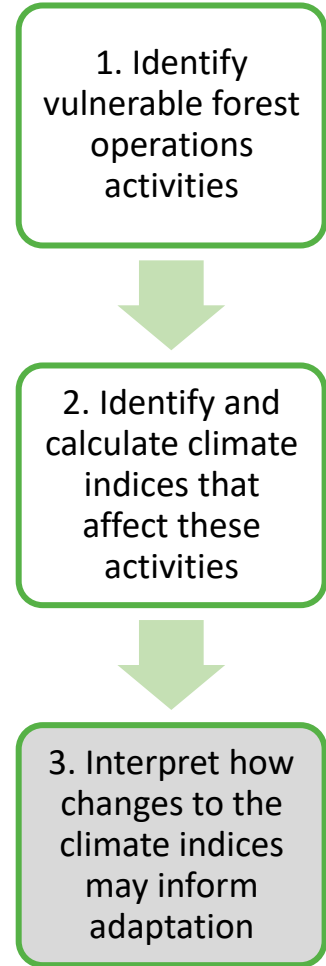 1. Identify
vulnerable forest
operations
activities
2. Identify and
calculate climate
indices that
affect these
activities
3. Interpret how
changes to the
climate indices
may inform
adaptation